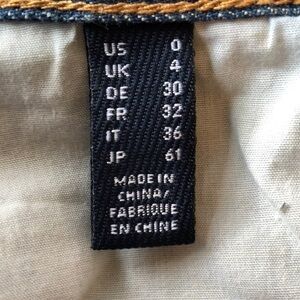 US 0
UK 4
DE 30
FR 32
IT 36
JP 61
MADE IN
CHINA/
FABRIQUE
EN CHINE